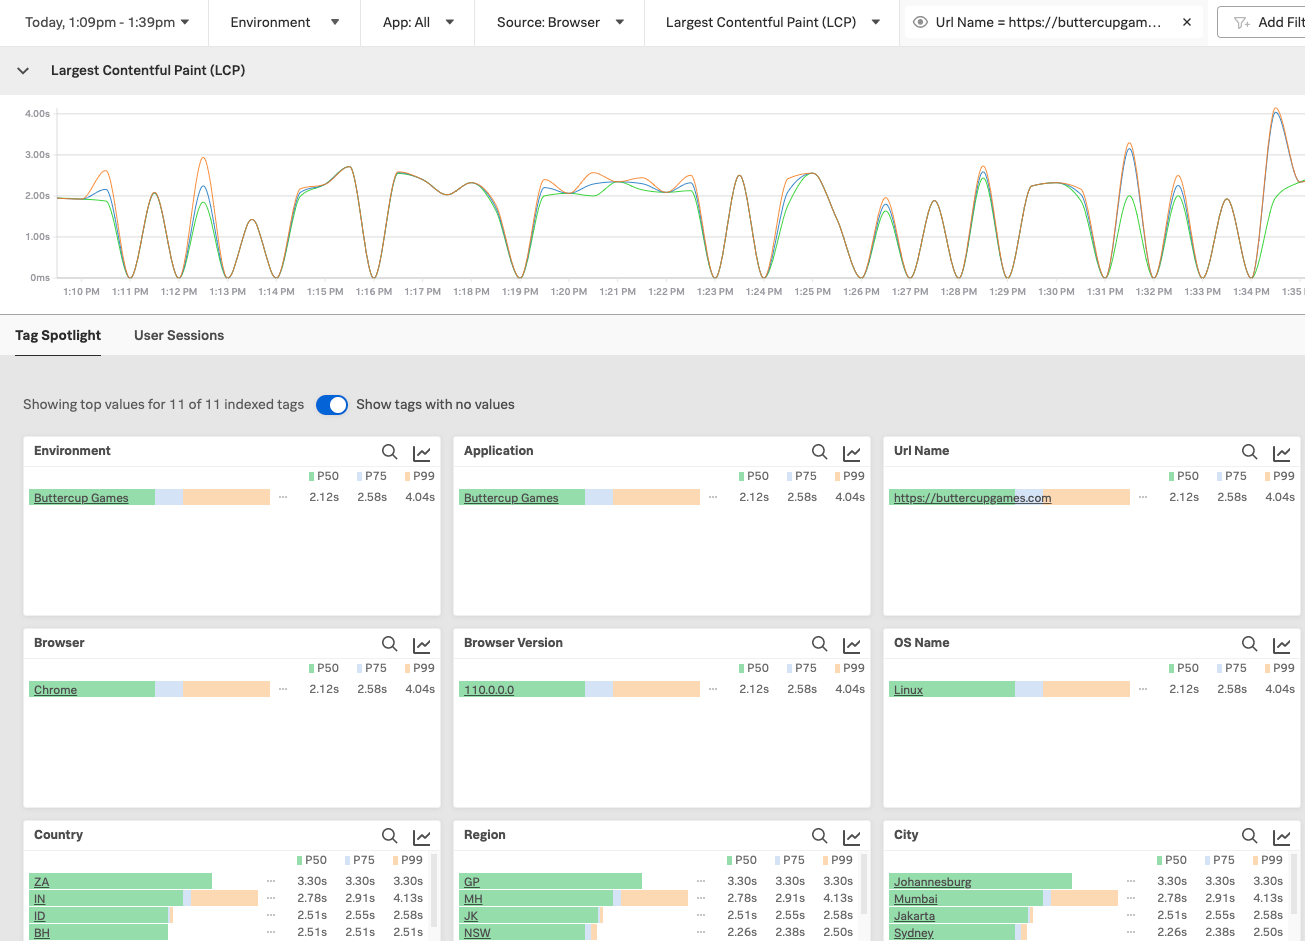 Today, 1:09pm - 1:39pm Environment App: All Source: Browser Largest Contentful Paint (LCP) Url Name = https://buttercupgam... × Add Filt
Largest Contentful Paint (LCP)
4.00s
3.00s
2.00s
1.00s
0ms
1:10 PM 1:11 PM 1:12 PM 1:13 PM 1:14 PM 1:15 PM 1:16 PM 1:17 PM 1:18 PM 1:19 PM 1:20 PM 1:21 PM 1:22 PM 1:23 PM 1:24 PM 1:25 PM 1:26 PM 1:27 PM 1:28 PM 1:29 PM 1:30 PM 1:31 PM 1:32 PM 1:33 PM 1:34 PM 1:35
Tag Spotlight User Sessions
Showing top values for 11 of 11 indexed tags Show tags with no values
Environment
P50 P75 P99
Buttercup Games ... 2.12s 2.58s 4.04s
Application
P50 P75 P99
Buttercup Games ... 2.12s 2.58s 4.04s
Url Name
P50 P75 P99
https://buttercupgames.com ... 2.12s 2.58s 4.04s
Browser
P50 P75 P99
Chrome ... 2.12s 2.58s 4.04s
Browser Version
P50 P75 P99
110.0.0.0 ... 2.12s 2.58s 4.04s
OS Name
P50 P75 P99
Linux ... 2.12s 2.58s 4.04s
Country
P50 P75 P99
ZA ... 3.30s 3.30s 3.30s
IN ... 2.78s 2.91s 4.13s
ID ... 2.51s 2.55s 2.58s
BH ... 2.51s 2.51s 2.51s
Region
P50 P75 P99
GP ... 3.30s 3.30s 3.30s
MH ... 2.78s 2.91s 4.13s
JK ... 2.51s 2.55s 2.58s
NSW ... 2.26s 2.38s 2.50s
City
P50 P75 P99
Johannesburg ... 3.30s 3.30s 3.30s
Mumbai ... 2.78s 2.91s 4.13s
Jakarta ... 2.51s 2.55s 2.58s
Sydney ... 2.26s 2.38s 2.50s